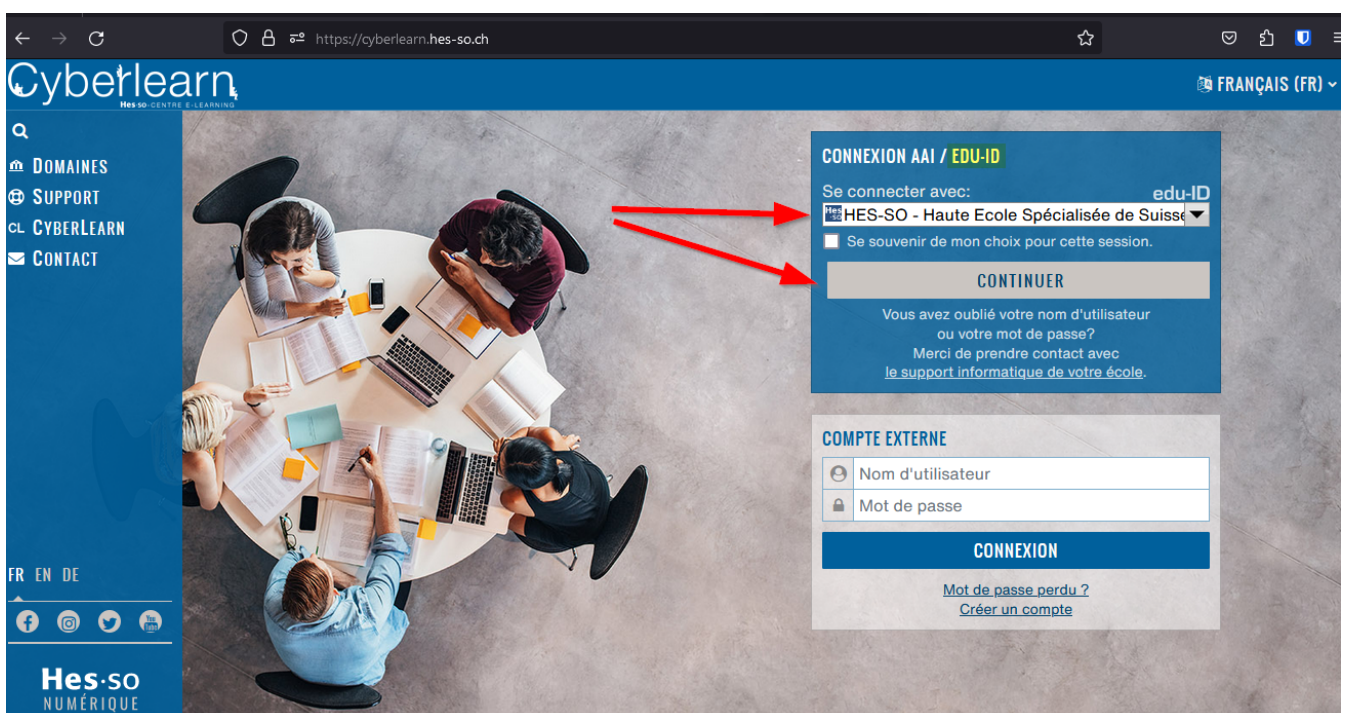 https://cyberlearn.hes-so.ch
Cyberlearn
Hes·so-CENTRE E-LEARNING
FRANÇAIS (FR)
DOMAINES
SUPPORT
CL CYBERLEARN
CONTACT
FR EN DE
Hes·so
NUMÉRIQUE
CONNEXION AAI / EDU-ID
Se connecter avec:
edu-ID
HES-SO - Haute Ecole Spécialisée de Suisse
Se souvenir de mon choix pour cette session.
CONTINUER
Vous avez oublié votre nom d'utilisateur
ou votre mot de passe?
Merci de prendre contact avec
le support informatique de votre école.
COMPTE EXTERNE
Nom d'utilisateur
Mot de passe
CONNEXION
Mot de passe perdu ?
Créer un compte